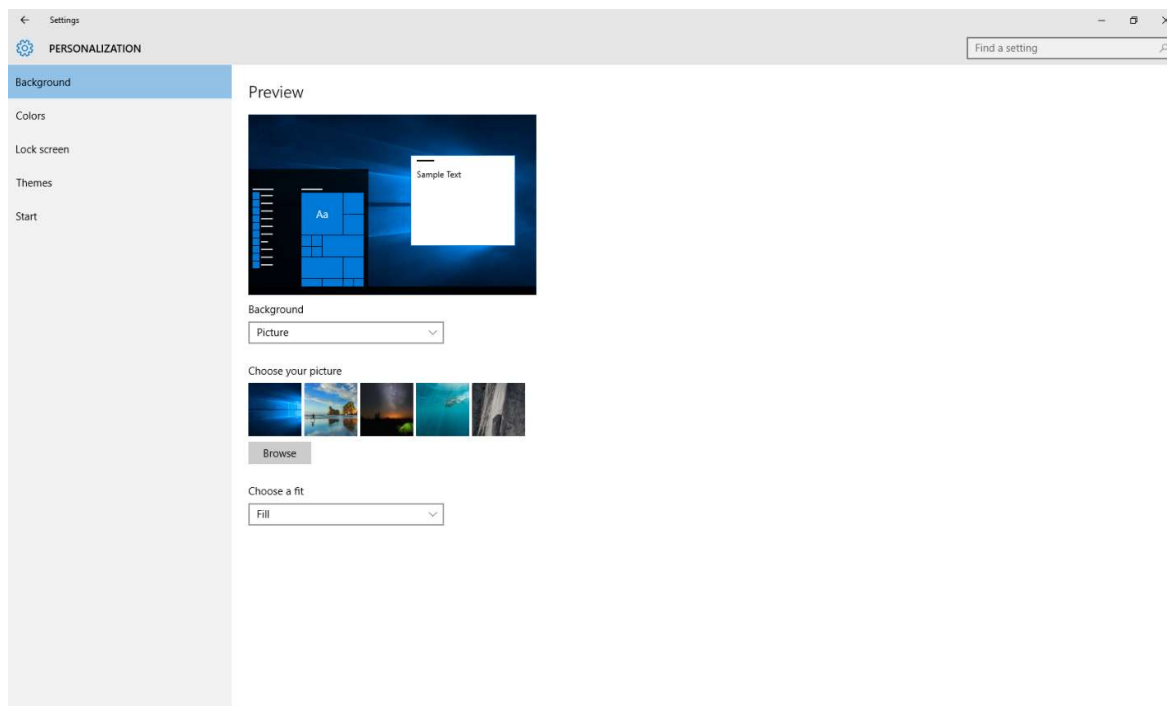 Settings
PERSONALIZATION
Find a setting
Background
Colors
Lock screen
Themes
Start
Preview
Sample Text
Aa
Background
Picture
Choose your picture
Browse
Choose a fit
Fill